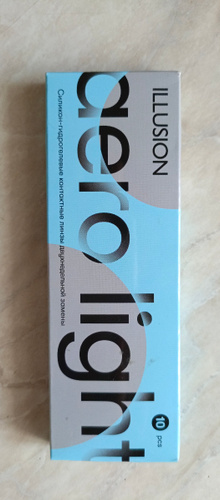 ILLUSION
aero light
Силикон-гидрогелевые контактные линзы двухнедельной замены
10
pcs